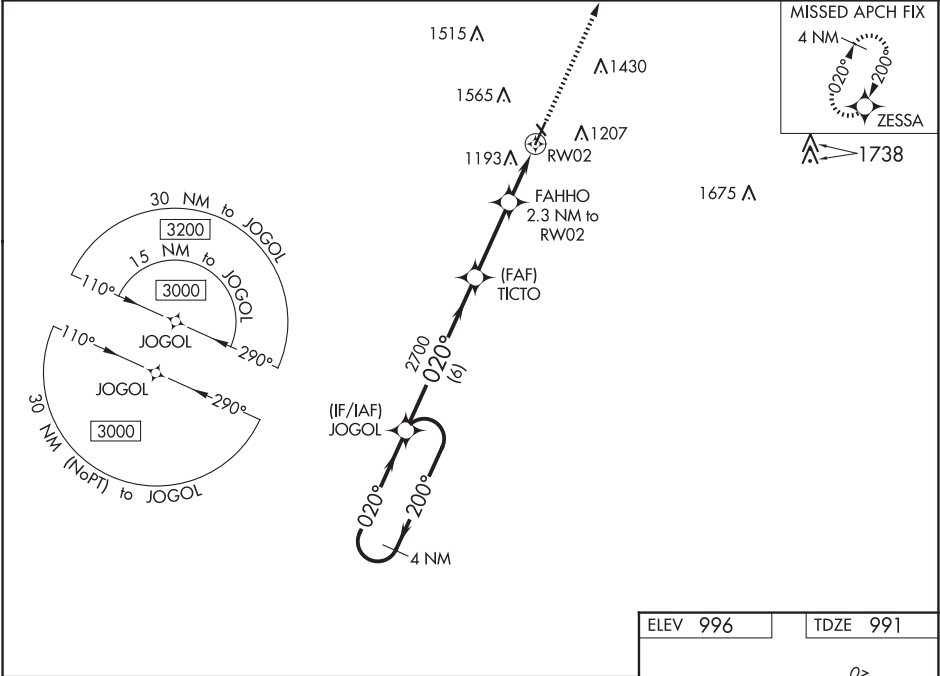 MISSED APCH FIX
4 NM
020°
200°
ZESSA
1515
1430
1565
1207
1193
RW02
1738
1675
FAHHO
2.3 NM to
RW02
(FAF)
TICTO
30 NM to JOGOL
3200
15 NM to JOGOL
3000
110°
290°
JOGOL
110°
290°
JOGOL
3000
30 NM (NoPT) to JOGOL
2700
020°
(6)
(IF/IAF)
JOGOL
020°
200°
4 NM
ELEV 996
TDZE 991